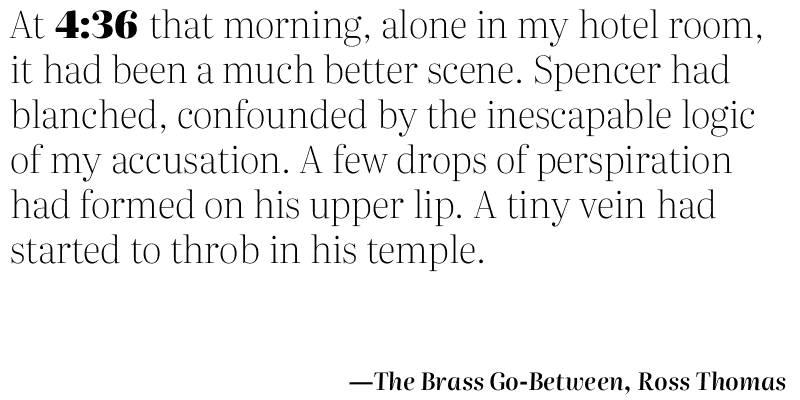 At 4:36 that morning, alone in my hotel room,
it had been a much better scene. Spencer had
blanched, confounded by the inescapable logic
of my accusation. A few drops of perspiration
had formed on his upper lip. A tiny vein had
started to throb in his temple.
—The Brass Go-Between, Ross Thomas